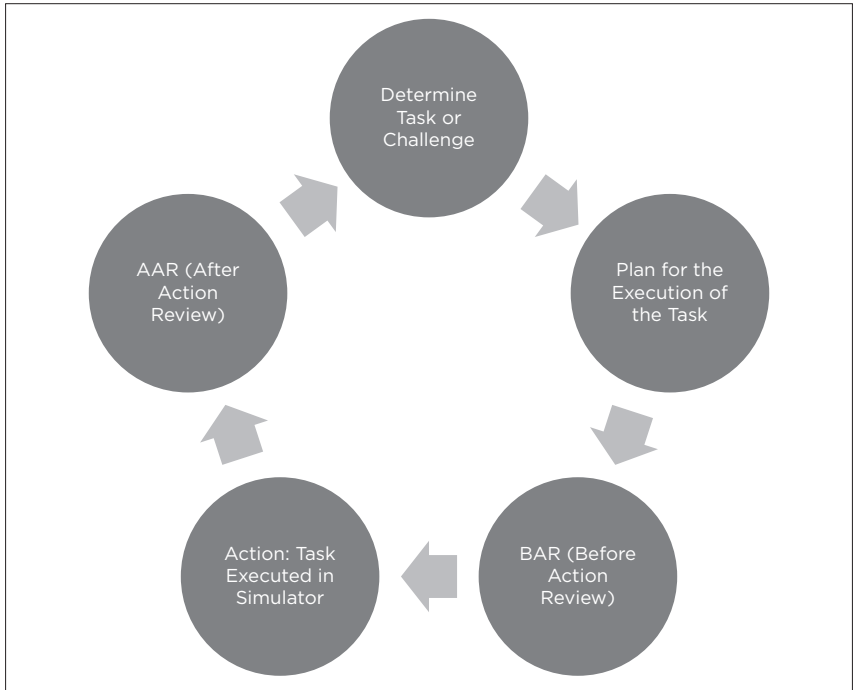 Determine
Task or
Challenge
Plan for the
Execution of
the Task
BAR (Before
Action
Review)
Action: Task
Executed in
Simulator
AAR (After
Action
Review)